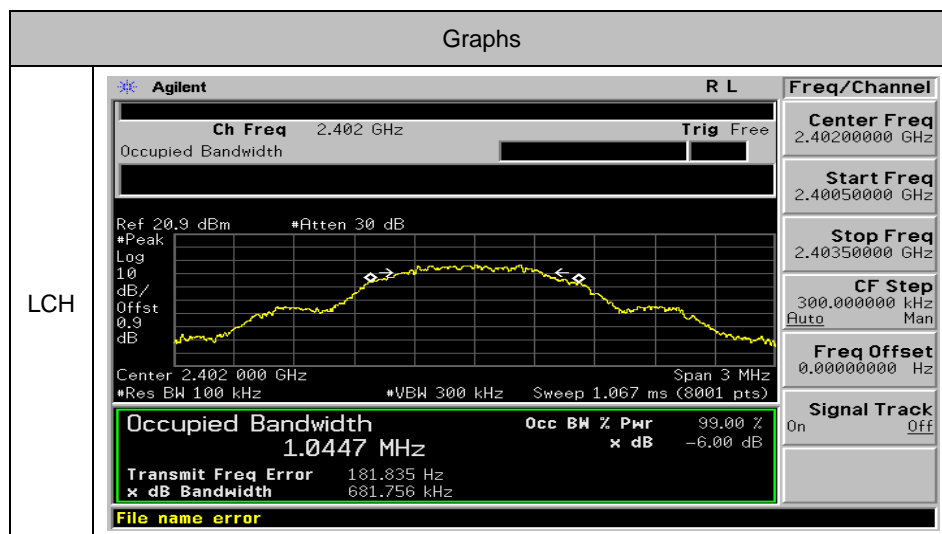 Graphs
LCH
Agilent R L
Ch Freq 2.402 GHz Trig Free
Occupied Bandwidth
Ref 20.9 dBm #Atten 30 dB
#Peak
Log
10
dB/
Offst
0.9
dB
Center 2.402 000 GHz Span 3 MHz
#Res BW 100 kHz #VBW 300 kHz Sweep 1.067 ms (8001 pts)
Occupied Bandwidth Occ BW % Pwr 99.00 %
1.0447 MHz x dB -6.00 dB
Transmit Freq Error 181.835 Hz
x dB Bandwidth 681.756 kHz
File name error
Freq/Channel
Center Freq
2.40200000 GHz
Start Freq
2.40050000 GHz
Stop Freq
2.40350000 GHz
CF Step
300.000000 kHz
Auto Man
Freq Offset
0.00000000 Hz
Signal Track
On Off